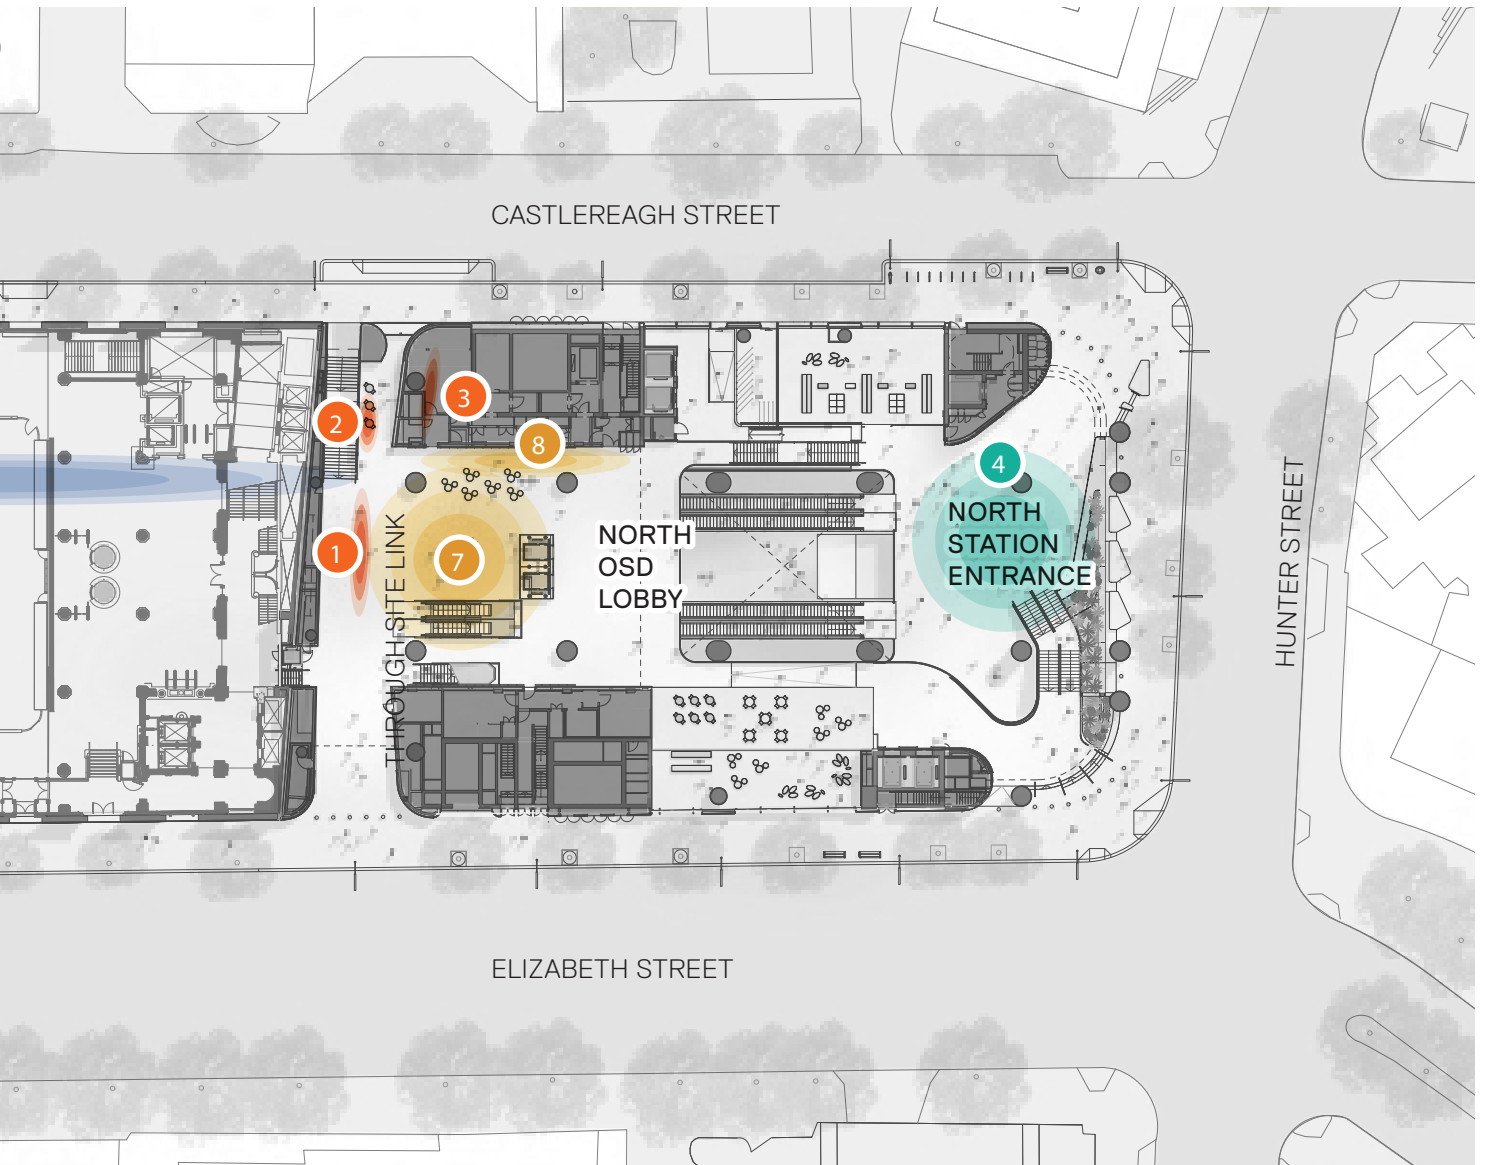 CASTLEREAGH STREET
3
2
8
4
NORTH
STATION
ENTRANCE
NORTH
OSD
LOBBY
1
7
THROUGH SITE LINK
HUNTER STREET
ELIZABETH STREET